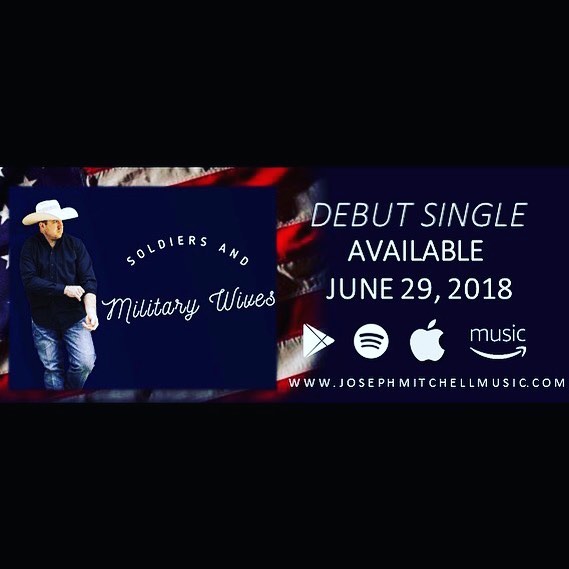 SOLDIERS AND
Military Wives
DEBUT SINGLE
AVAILABLE
JUNE 29, 2018
music
WWW.JOSEPHMITCHELLMUSIC.COM